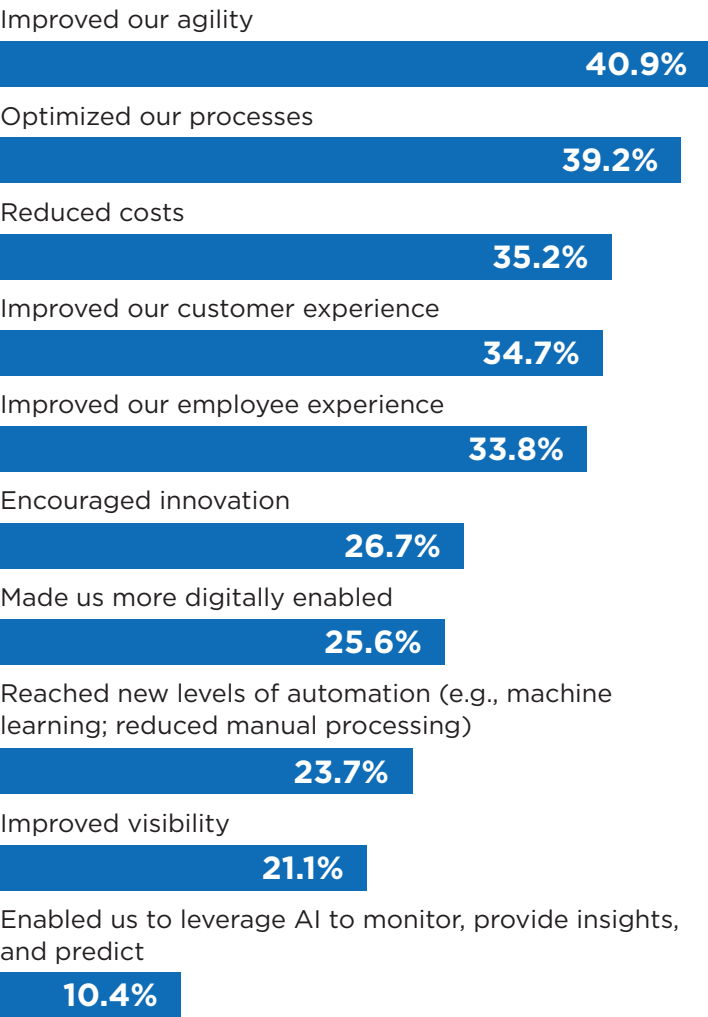 Improved our agility
40.9%
Optimized our processes
39.2%
Reduced costs
35.2%
Improved our customer experience
34.7%
Improved our employee experience
33.8%
Encouraged innovation
26.7%
Made us more digitally enabled
25.6%
Reached new levels of automation (e.g., machine
learning; reduced manual processing)
23.7%
Improved visibility
21.1%
Enabled us to leverage AI to monitor, provide insights,
and predict
10.4%